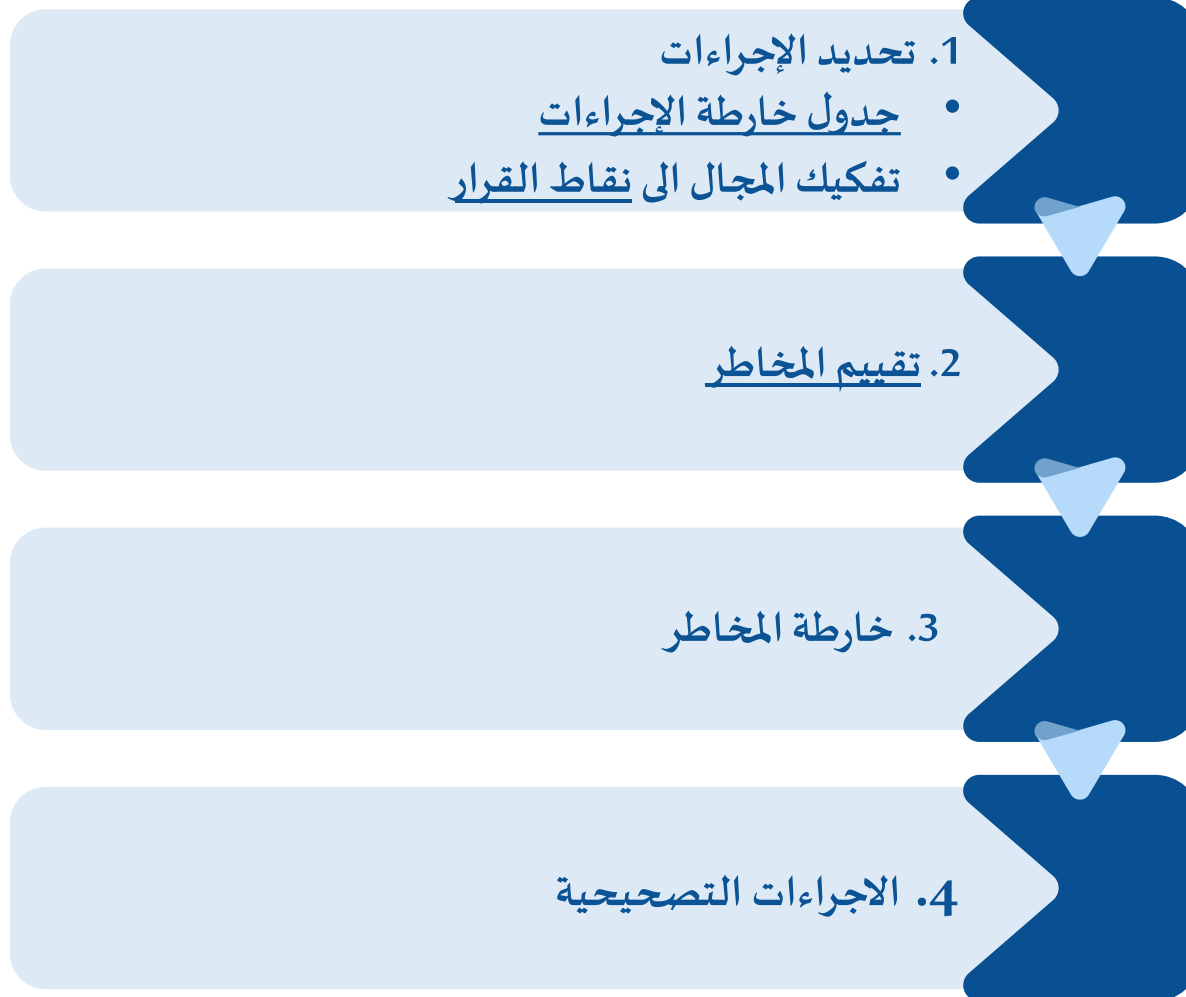 1. تحديد الإجراءات
• جدول خارطة الإجراءات
• تفكيك المجال الى نقاط القرار
2. تقييم المخاطر
3. خارطة المخاطر
4. الاجراءات التصحيحية